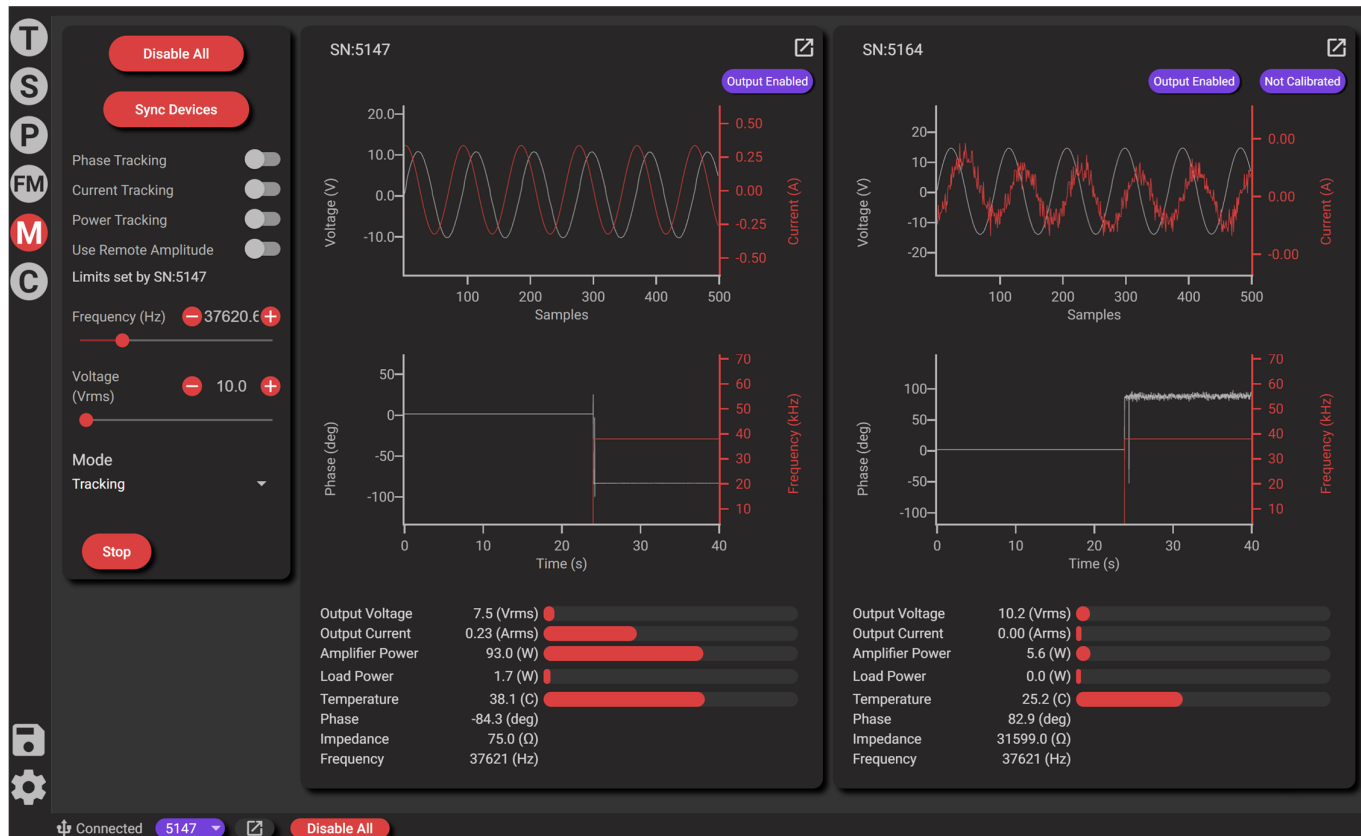 T
S
P
FM
M
C
Disable All
Sync Devices
Phase Tracking
Current Tracking
Power Tracking
Use Remote Amplitude
Limits set by SN:5147
Frequency (Hz) 37620.6
Voltage
(Vrms) 10.0
Mode
Tracking
Stop
SN:5147
Output Enabled
20.0
10.0
0.0
-10.0
Voltage (V)
0.50
0.25
0.00
-0.25
-0.50
Current (A)
100 200 300 400 500
Samples
50
0
-50
-100
Phase (deg)
70
60
50
40
30
20
10
Frequency (kHz)
0 10 20 30 40
Time (s)
Output Voltage 7.5 (Vrms)
Output Current 0.23 (Arms)
Amplifier Power 93.0 (W)
Load Power 1.7 (W)
Temperature 38.1 (C)
Phase -84.3 (deg)
Impedance 75.0 (Ω)
Frequency 37621 (Hz)
SN:5164
Output Enabled Not Calibrated
20
10
0
-10
-20
Voltage (V)
0.00
0.00
-0.00
Current (A)
100 200 300 400 500
Samples
100
50
0
-50
-100
Phase (deg)
70
60
50
40
30
20
10
Frequency (kHz)
0 10 20 30 40
Time (s)
Output Voltage 10.2 (Vrms)
Output Current 0.00 (Arms)
Amplifier Power 5.6 (W)
Load Power 0.0 (W)
Temperature 25.2 (C)
Phase 82.9 (deg)
Impedance 31599.0 (Ω)
Frequency 37621 (Hz)
Connected 5147 Disable All